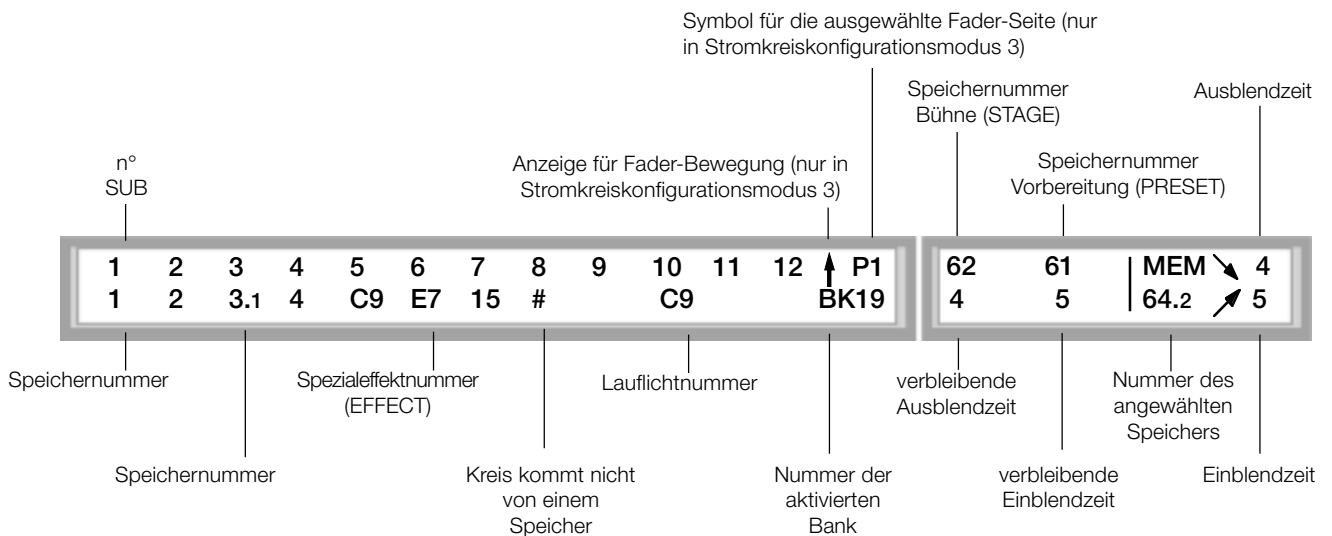 Symbol für die ausgewählte Fader-Seite (nur
in Stromkreiskonfigurationsmodus 3)
Speichernummer
Bühne (STAGE)
Ausblendzeit
n°
SUB
Anzeige für Fader-Bewegung (nur in
Stromkreiskonfigurationsmodus 3)
Speichernummer
Vorbereitung (PRESET)
1 2 3 4 5 6 7 8 9 10 11 12 P1
1 2 3.1 4 C9 E7 15 # C9 BK19
62 61 MEM 4
4 5 64.2 5
Speichernummer
Spezialeffektnummer
(EFFECT)
Lauflichtnummer
verbleibende
Ausblendzeit
Nummer des
angewählten
Speichers
Speichernummer
Kreis kommt nicht
von einem
Speicher
Nummer der
aktivierten
Bank
verbleibende
Einblendzeit
Einblendzeit